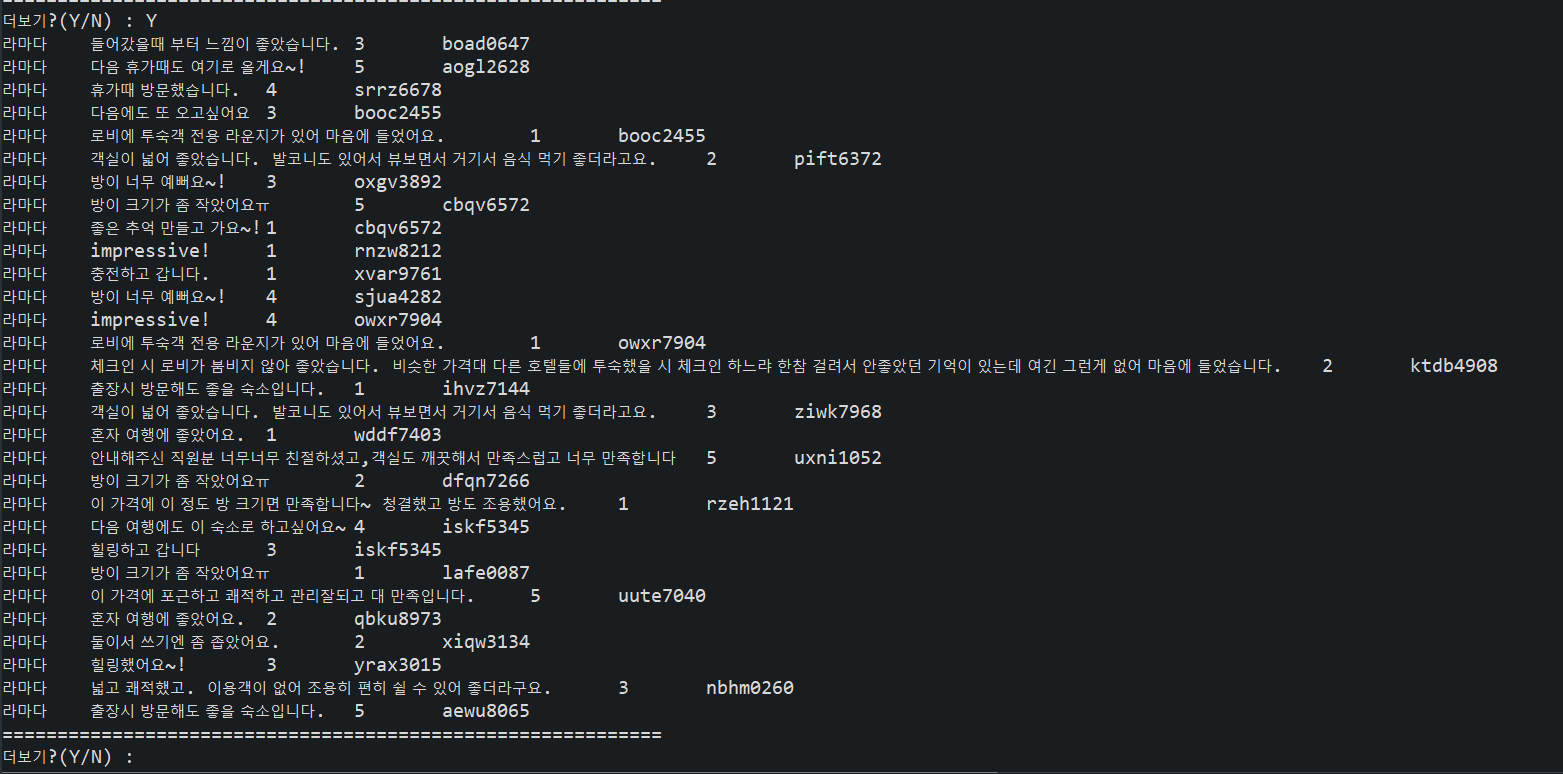 ============================================================
더보기?(Y/N) : Y
라마다 들어갔을때 부터 느낌이 좋았습니다. 3 boad0647
라마다 다음 휴가때도 여기로 올게요~! 5 aogl2628
라마다 휴가때 방문했습니다. 4 srrz6678
라마다 다음에도 또 오고싶어요 3 booc2455
라마다 로비에 투숙객 전용 라운지가 있어 마음에 들었어요. 1 booc2455
라마다 객실이 넓어 좋았습니다. 발코니도 있어서 뷰보면서 거기서 음식 먹기 좋더라고요. 2 pift6372
라마다 방이 너무 예뻐요~! 3 oxgv3892
라마다 방이 크기가 좀 작았어요ㅠ 5 cbqv6572
라마다 좋은 추억 만들고 가요~! 1 cbqv6572
라마다 impressive! 1 rnzw8212
라마다 충전하고 갑니다. 1 xvar9761
라마다 방이 너무 예뻐요~! 4 sjua4282
라마다 impressive! 4 owxr7904
라마다 로비에 투숙객 전용 라운지가 있어 마음에 들었어요. 1 owxr7904
라마다 체크인 시 로비가 붐비지 않아 좋았습니다. 비슷한 가격대 다른 호텔들에 투숙했을 시 체크인 하느랴 한참 걸려서 안좋았던 기억이 있는데 여긴 그런게 없어 마음에 들었습니다. 2 ktdb4908
라마다 출장시 방문해도 좋을 숙소입니다. 1 ihvz7144
라마다 객실이 넓어 좋았습니다. 발코니도 있어서 뷰보면서 거기서 음식 먹기 좋더라고요. 3 ziwk7968
라마다 혼자 여행에 좋았어요. 1 wddf7403
라마다 안내해주신 직원분 너무너무 친절하셨고,객실도 깨끗해서 만족스럽고 너무 만족합니다 5 uxni1052
라마다 방이 크기가 좀 작았어요ㅠ 2 dfqn7266
라마다 이 가격에 이 정도 방 크기면 만족합니다~ 청결했고 방도 조용했어요. 1 rzeh1121
라마다 다음 여행에도 이 숙소로 하고싶어요~ 4 iskf5345
라마다 힐링하고 갑니다 3 iskf5345
라마다 방이 크기가 좀 작았어요ㅠ 1 lafe0087
라마다 이 가격에 포근하고 쾌적하고 관리잘되고 대 만족입니다. 5 uute7040
라마다 혼자 여행에 좋았어요. 2 qbku8973
라마다 둘이서 쓰기엔 좀 좁았어요. 2 xiqw3134
라마다 힐링했어요~! 3 yrax3015
라마다 넓고 쾌적했고. 이용객이 없어 조용히 편히 쉴 수 있어 좋더라구요. 3 nbhm0260
라마다 출장시 방문해도 좋을 숙소입니다. 5 aewu8065
============================================================
더보기?(Y/N) :